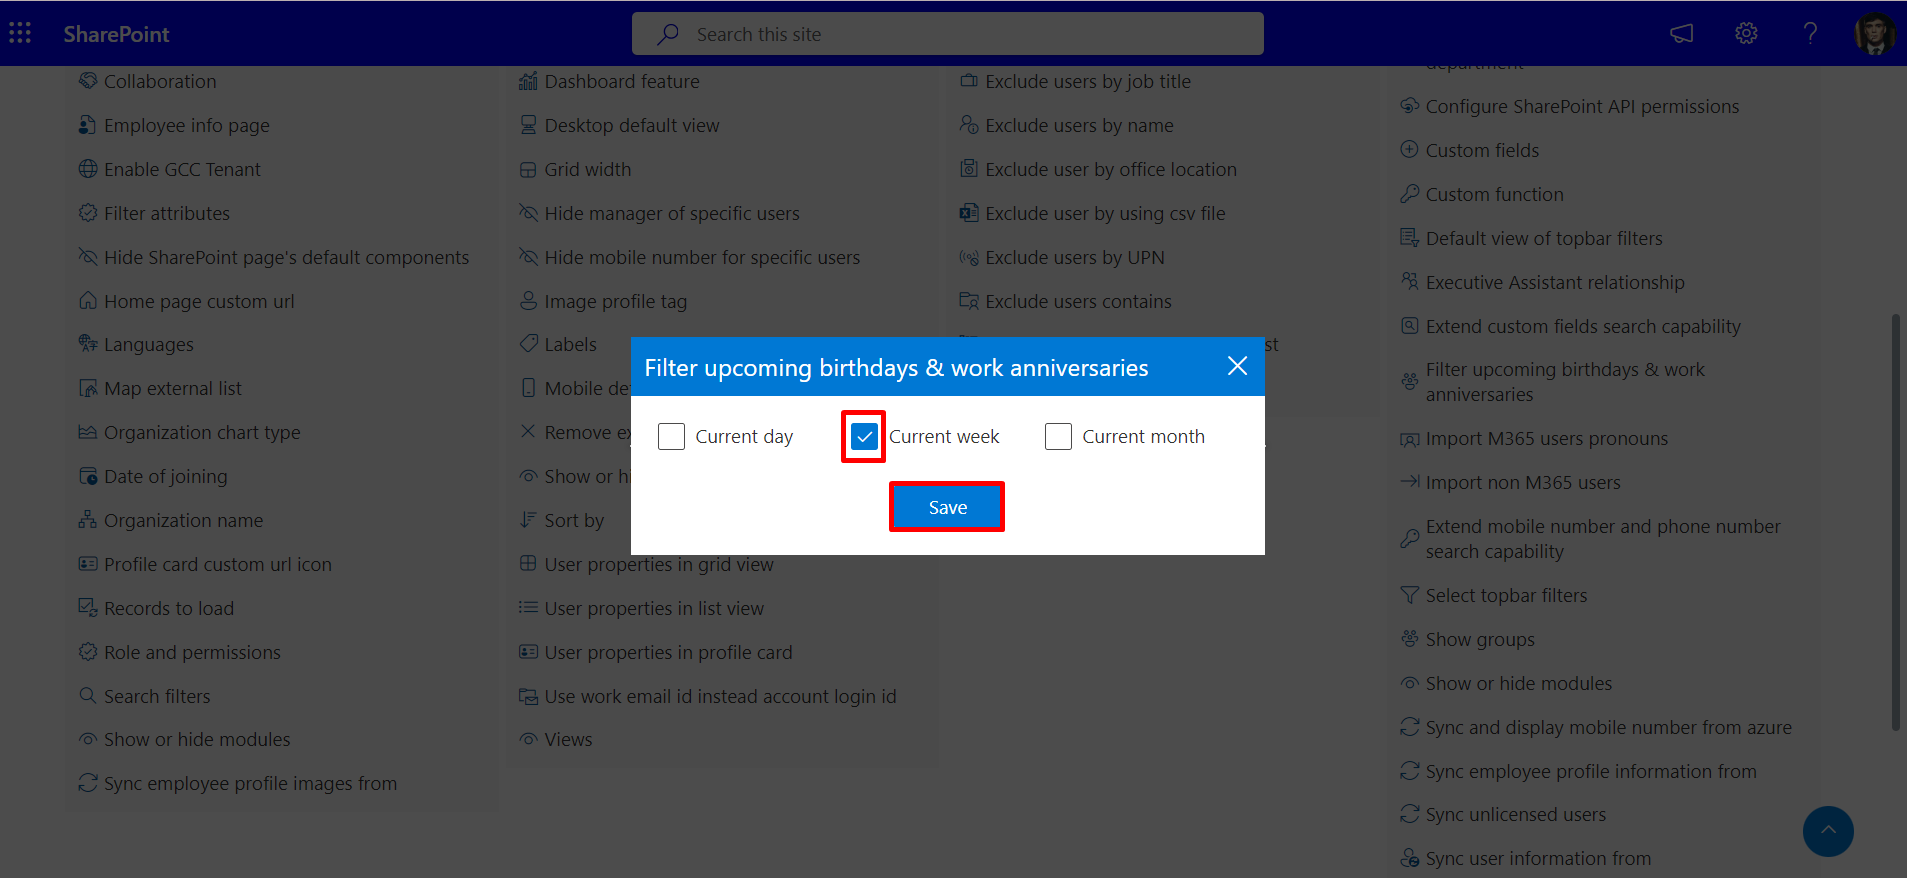 SharePoint
Search this site
Collaboration
Employee info page
Enable GCC Tenant
Filter attributes
Hide SharePoint page's default components
Home page custom url
Languages
Map external list
Organization chart type
Date of joining
Organization name
Profile card custom url icon
Records to load
Role and permissions
Search filters
Show or hide modules
Sync employee profile images from
Dashboard feature
Desktop default view
Grid width
Hide manager of specific users
Hide mobile number for specific users
Image profile tag
Labels
Mobile de
Remove ex
Show or hi
Sort by
User properties in grid view
User properties in list view
User properties in profile card
Use work email id instead account login id
Views
Exclude users by job title
Exclude users by name
Exclude user by office location
Exclude user by using csv file
Exclude users by UPN
Exclude users contains
st
Filter upcoming birthdays & work anniversaries
Current day
Current week
Current month
Save
department
Configure SharePoint API permissions
Custom fields
Custom function
Default view of topbar filters
Executive Assistant relationship
Extend custom fields search capability
Filter upcoming birthdays & work
anniversaries
Import M365 users pronouns
Import non M365 users
Extend mobile number and phone number
search capability
Select topbar filters
Show groups
Show or hide modules
Sync and display mobile number from azure
Sync employee profile information from
Sync unlicensed users
Sync user information from